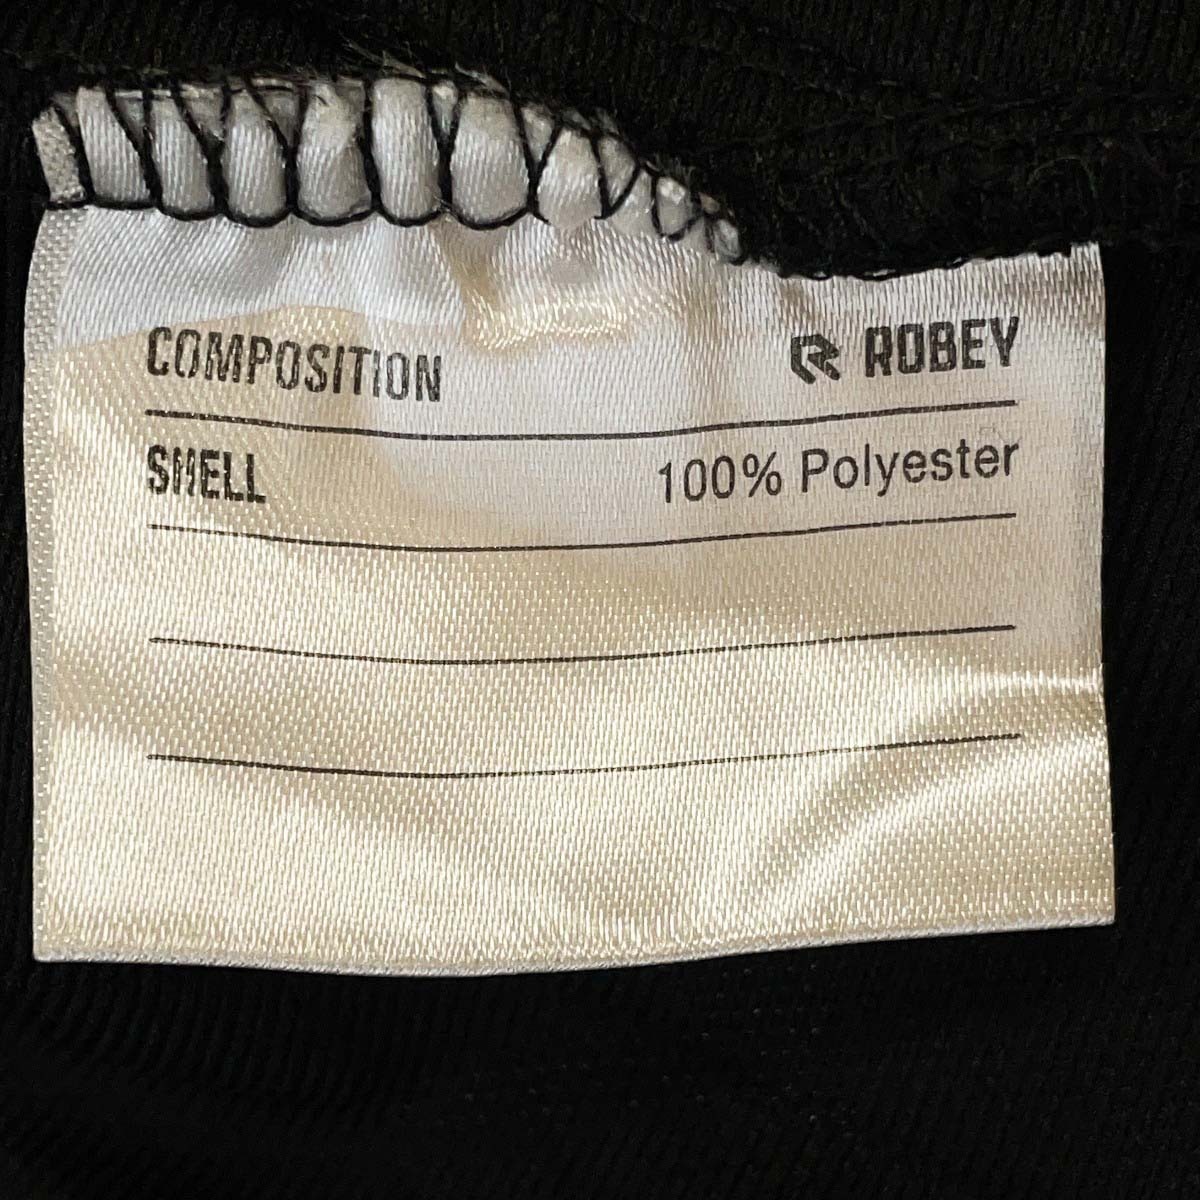 COMPOSITION ROBEY
SHELL 100% Polyester